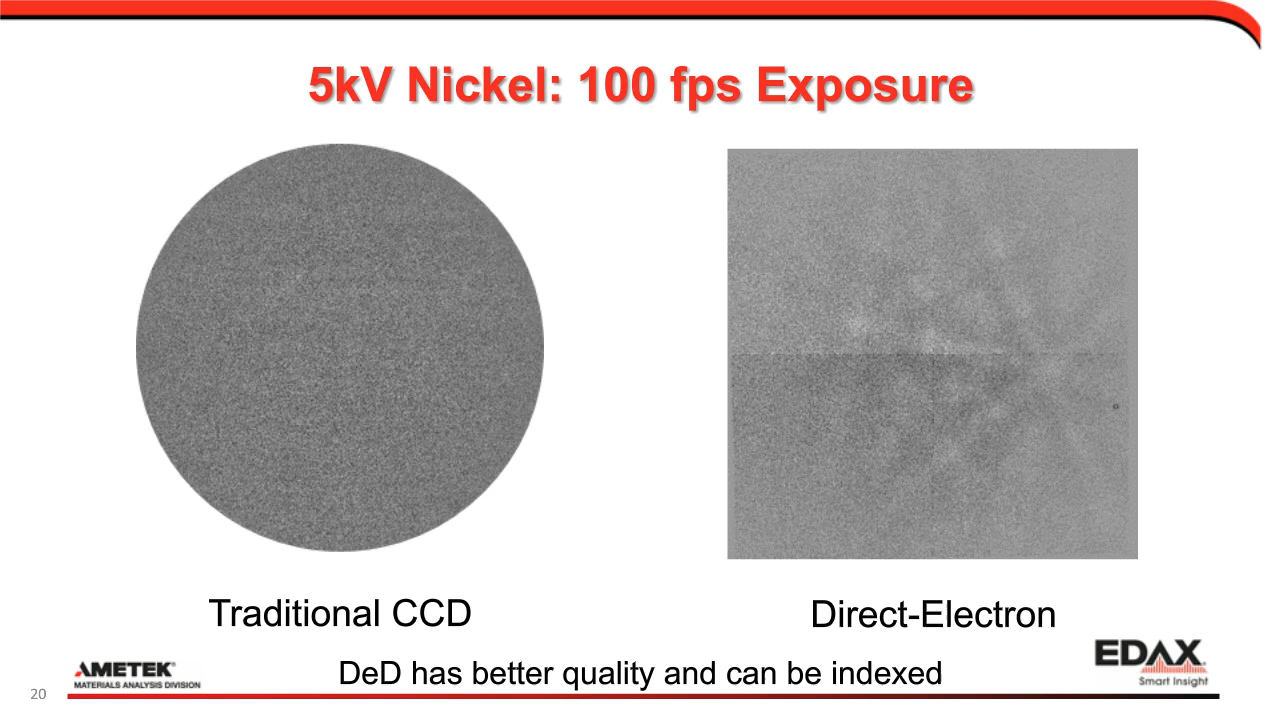 5kV Nickel: 100 fps Exposure
Traditional CCD
Direct-Electron
AMETEK®
MATERIALS ANALYSIS DIVISION
DeD has better quality and can be indexed
EDAX
Smart Insight
20